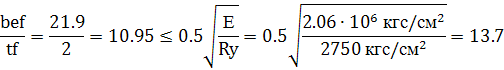 bef/tf = 21.9/2 = 10.95 ≤ 0.5√(E/Ry) = 0.5√(2.06 · 10⁶ кгс/см² / 2750 кгс/см²) = 13.7